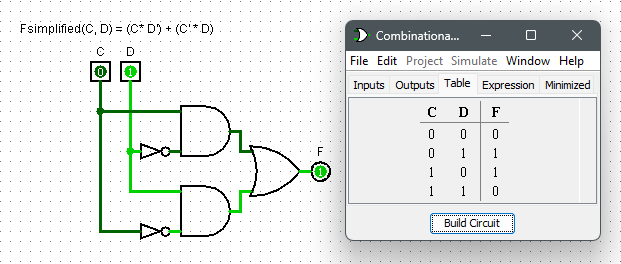 Fsimplified(C, D) = (C* D') + (C' * D)
C D
0 1
F
1
Combinationa...
File Edit Project Simulate Window Help
Inputs Outputs Table Expression Minimized
C D F
0 0 0
0 1 1
1 0 1
1 1 0
Build Circuit